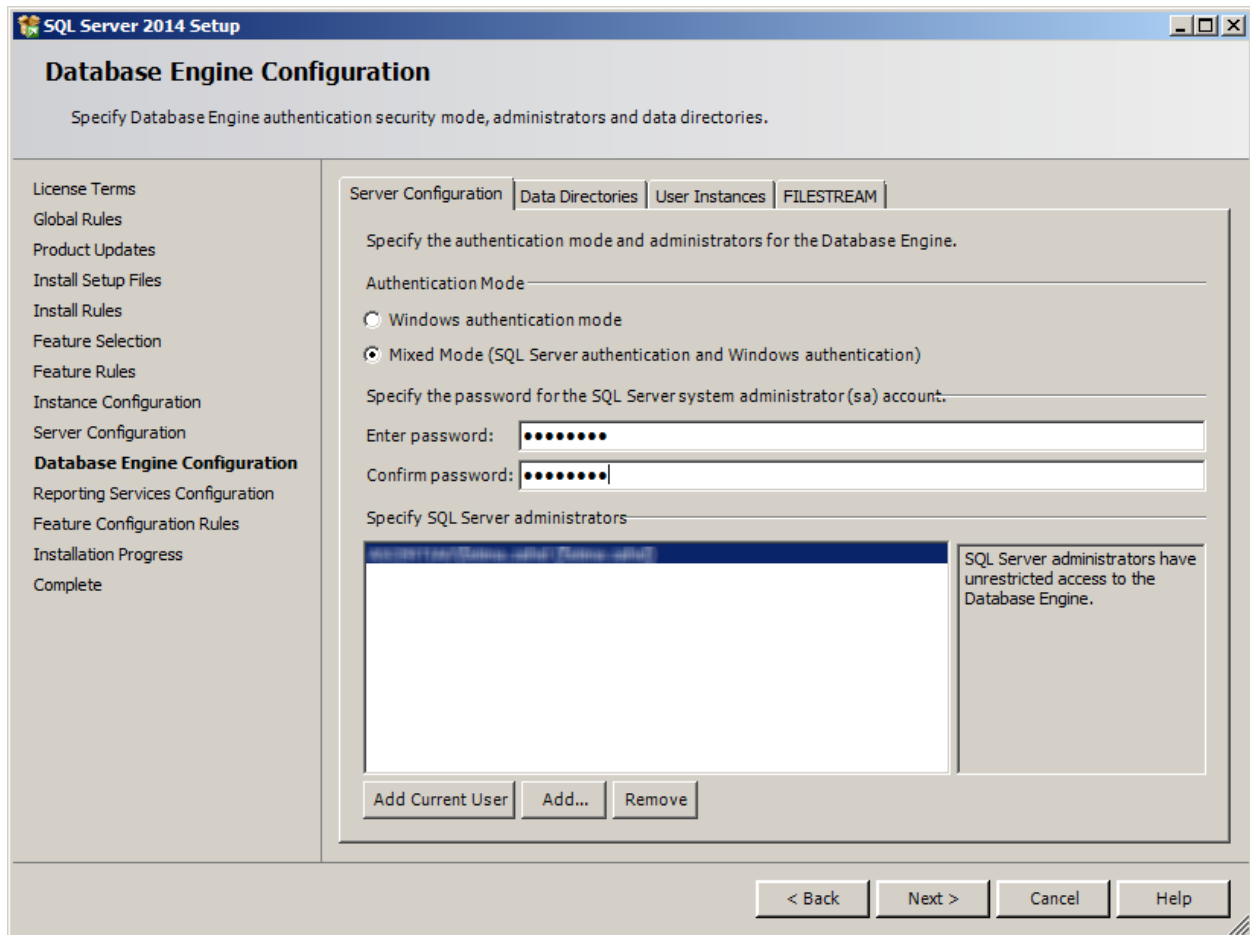 SQL Server 2014 Setup
Database Engine Configuration
Specify Database Engine authentication security mode, administrators and data directories.
License Terms
Global Rules
Product Updates
Install Setup Files
Install Rules
Feature Selection
Feature Rules
Instance Configuration
Server Configuration
Database Engine Configuration
Reporting Services Configuration
Feature Configuration Rules
Installation Progress
Complete
Server Configuration Data Directories User Instances FILESTREAM
Specify the authentication mode and administrators for the Database Engine.
Authentication Mode
Windows authentication mode
Mixed Mode (SQL Server authentication and Windows authentication)
Specify the password for the SQL Server system administrator (sa) account.
Enter password: ●●●●●●●●
Confirm password: ●●●●●●●●
Specify SQL Server administrators
SQL Server administrators have
unrestricted access to the
Database Engine.
Add Current User Add... Remove
< Back Next > Cancel Help